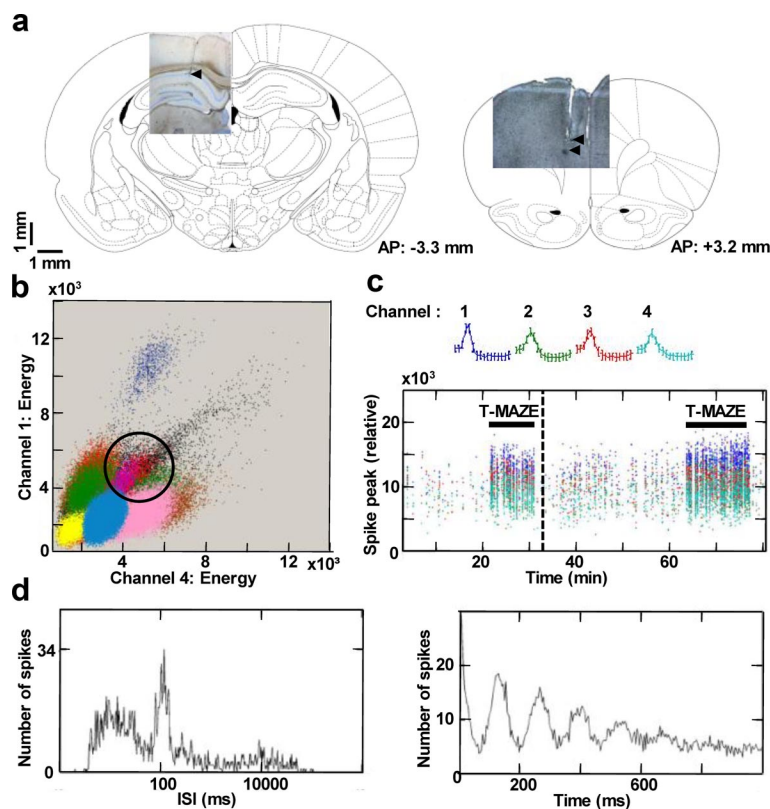 a
1 mm
1 mm
AP: -3.3 mm
AP: +3.2 mm
b
x10³
12
8
4
0
Channel 1: Energy
4
8
12
x10³
Channel 4: Energy
c
Channel :
1
2
3
4
x10³
20
10
0
Spike peak (relative)
T-MAZE
T-MAZE
20
40
60
Time (min)
d
34
0
Number of spikes
100
10000
ISI (ms)
20
10
Number of spikes
0
200
400
600
Time (ms)